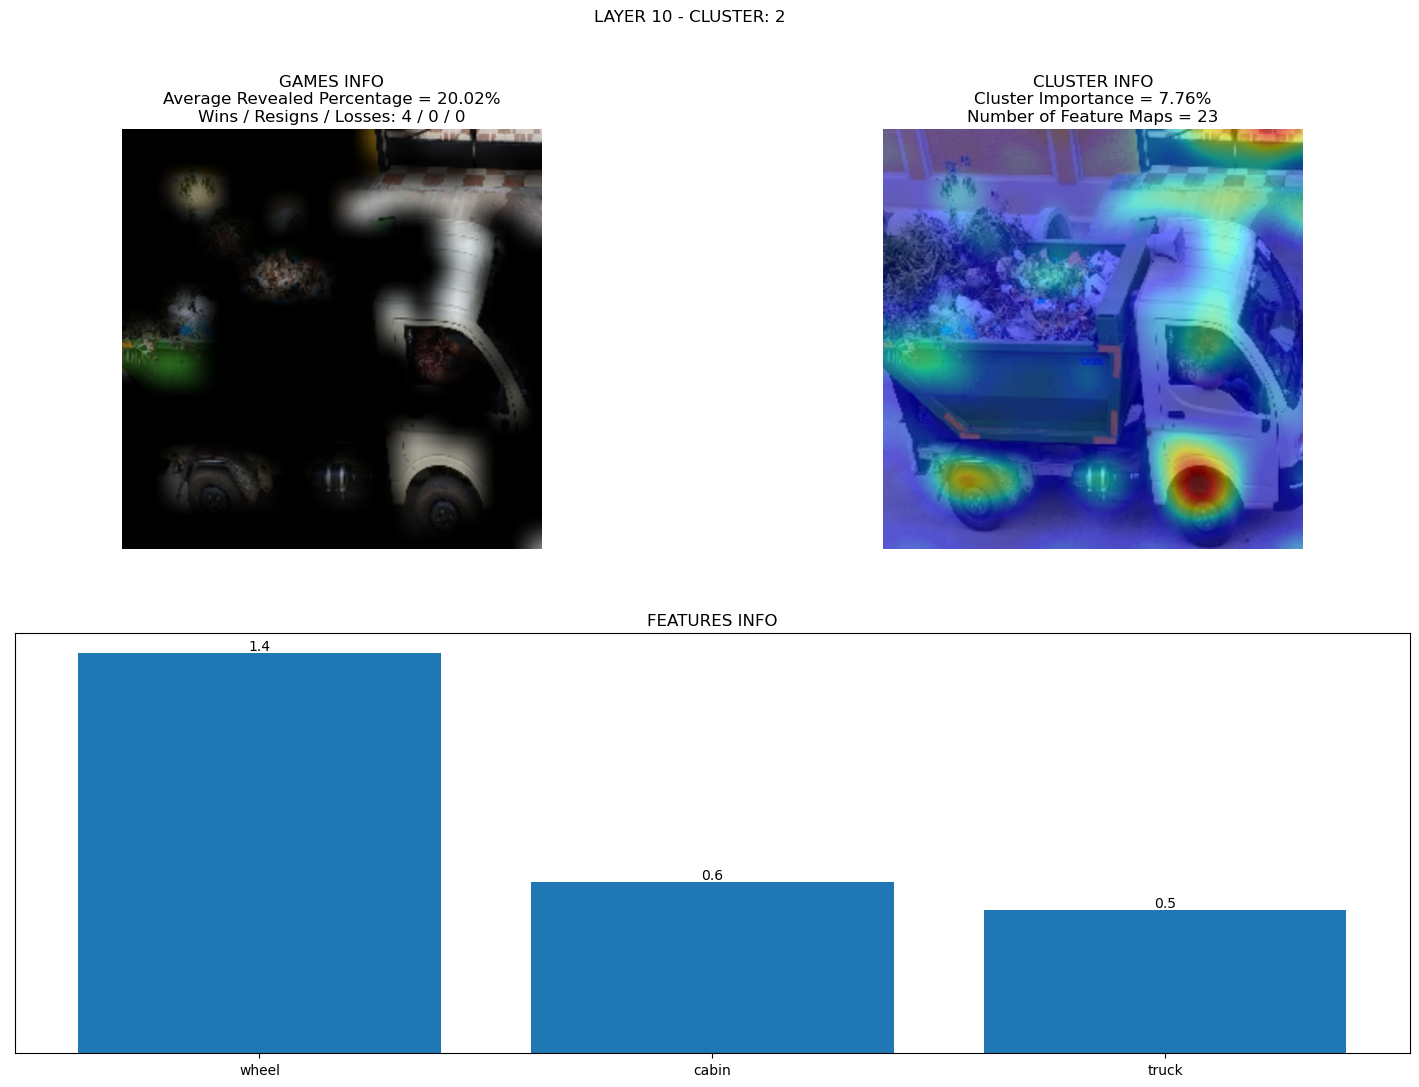 LAYER 10 - CLUSTER: 2
GAMES INFO
Average Revealed Percentage = 20.02%
Wins / Resigns / Losses: 4 / 0 / 0
CLUSTER INFO
Cluster Importance = 7.76%
Number of Feature Maps = 23
FEATURES INFO
1.4
0.6
0.5
wheel
cabin
truck